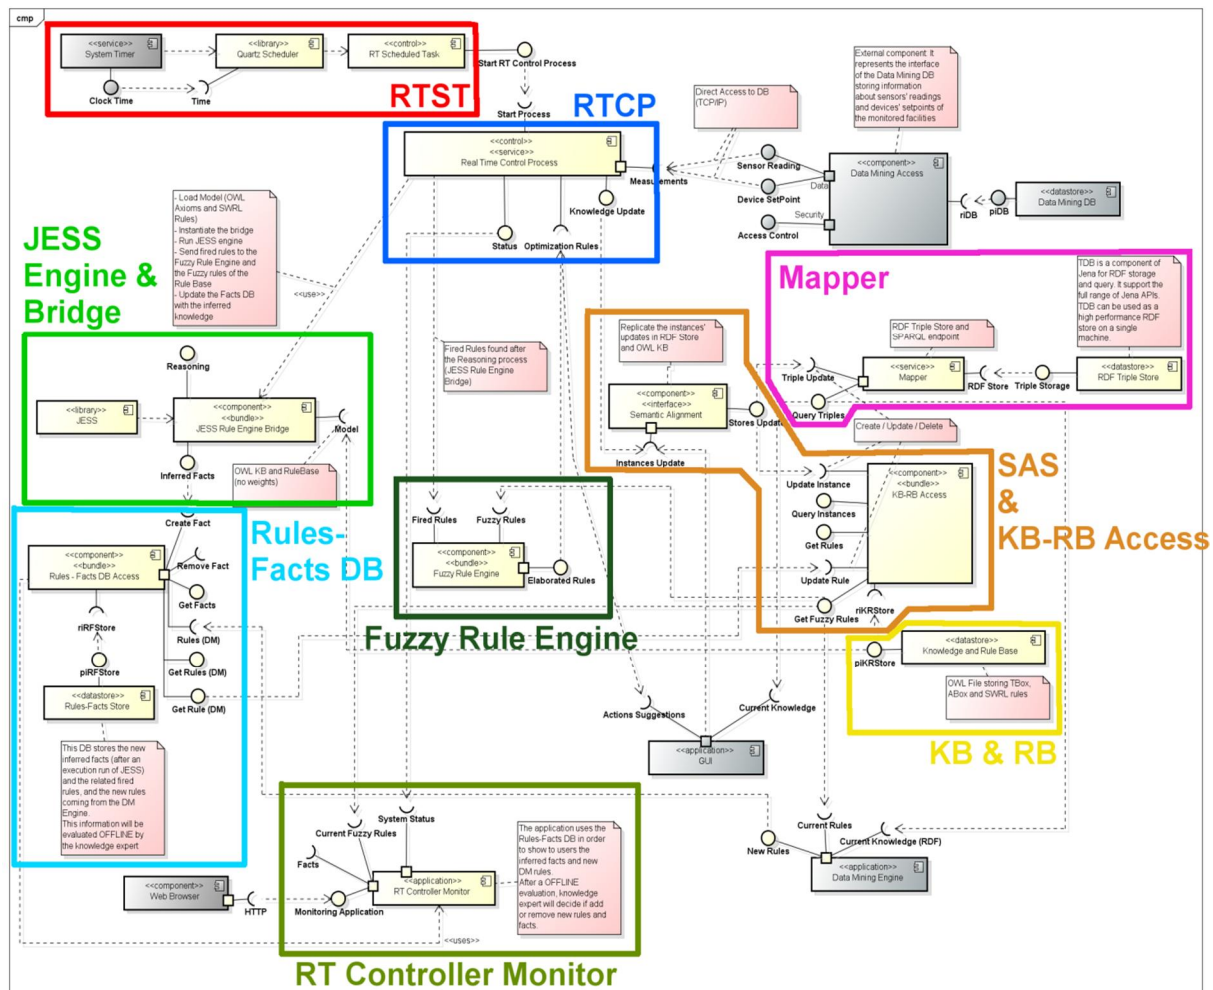 cmp
<<service>>
System Timer
<<library>>
Quartz Scheduler
<<control>>
RT Scheduled Task
Start RT Control Process
Clock Time
Time
RTST
Start Process
RTCP
<<control>>
<<service>>
Real Time Control Process
Measurements
Knowledge Update
Status
Optimization Rules
Direct Access to DB
(TCP/IP)
External component. It
represents the interface
of the Data Mining DB
storing information
about sensors' readings
and devices' setpoints of
the monitored facilities
Sensor Reading
Data
Device SetPoint
Security
Access Control
<<component>>
Data Mining Access
riDB
piDB
<<datastore>>
Data Mining DB
- Load Model (OWL
Axioms and SWRL
Rules)
- Instantiate the bridge
- Run JESS engine
- Send fired rules to the
Fuzzy Rule Engine and
the Fuzzy rules of the
Rule Base
- Update the Facts DB
with the inferred
knowledge
<<use>>
JESS
Engine &
Bridge
Reasoning
<<library>>
JESS
<<component>>
<<bundle>>
JESS Rule Engine Bridge
Model
Inferred Facts
OWL KB and RuleBase
(no weights)
Fired Rules found after
the Reasoning process
(JESS Rule Engine
Bridge)
Mapper
TDB is a component of
Jena for RDF storage
and query. It support the
full range of Jena APIs.
TDB can be used as a
high performance RDF
store on a single
machine.
RDF Triple Store and
SPARQL endpoint
Triple Update
<<service>>
Mapper
RDF Store
Triple Storage
<<datastore>>
RDF Triple Store
Query Triples
Replicate the instances'
updates in RDF Store
and OWL KB
<<component>>
<<interface>>
Semantic Alignment
Stores Update
Instances Update
Create / Update / Delete
SAS
&
KB-RB Access
Update Instance
Query Instances
Get Rules
Update Rule
Get Fuzzy Rules
<<component>>
<<bundle>>
KB-RB Access
riKRStore
piKRStore
<<datastore>>
Knowledge and Rule Base
OWL File storing TBox,
ABox and SWRL rules
KB & RB
Create Fact
Rules-
Facts DB
<<component>>
<<bundle>>
Rules - Facts DB Access
Remove Fact
Get Facts
riRFStore
Rules (DM)
Get Rules (DM)
piRFStore
<<datastore>>
Rules-Facts Store
Get Rule (DM)
This DB stores the new
inferred facts (after an
execution run of JESS)
and the related fired
rules, and the new rules
coming from the DM
Engine.
This information will be
evaluated OFFLINE by
the knowledge expert
Fired Rules
Fuzzy Rules
<<component>>
<<bundle>>
Fuzzy Rule Engine
Elaborated Rules
Fuzzy Rule Engine
Actions Suggestions
Current Knowledge
<<application>>
GUI
System Status
Current Fuzzy Rules
Facts
<<application>>
RT Controller Monitor
Monitoring Application
The application uses the
Rules-Facts DB in order
to show to users the
inferred facts and new
DM rules.
After a OFFLINE
evaluation, knowledge
expert will decide if add
or remove new rules and
facts.
<<component>>
Web Browser
HTTP
<<uses>>
RT Controller Monitor
New Rules
Current Rules
Current Knowledge (RDF)
<<application>>
Data Mining Engine